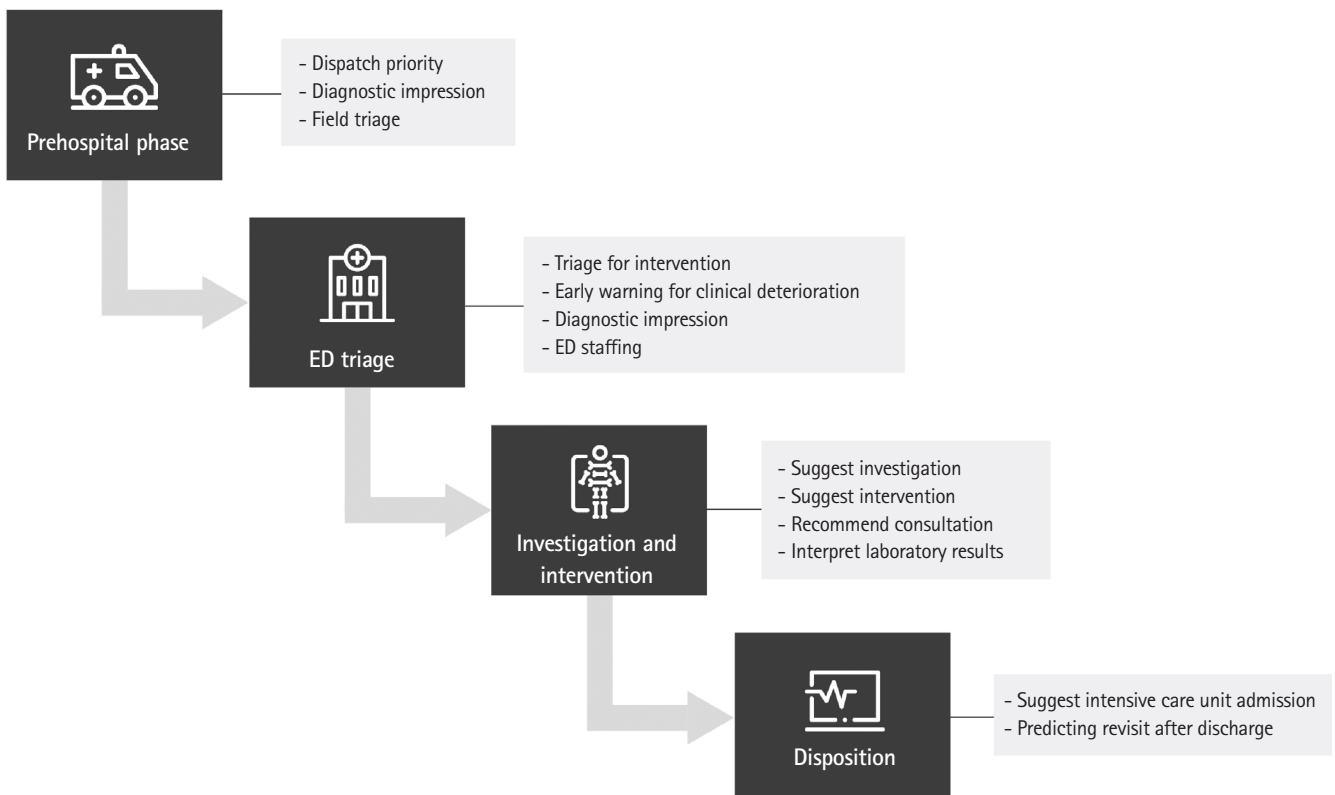 Prehospital phase
- Dispatch priority
- Diagnostic impression
- Field triage
ED triage
- Triage for intervention
- Early warning for clinical deterioration
- Diagnostic impression
- ED staffing
Investigation and
intervention
- Suggest investigation
- Suggest intervention
- Recommend consultation
- Interpret laboratory results
Disposition
- Suggest intensive care unit admission
- Predicting revisit after discharge